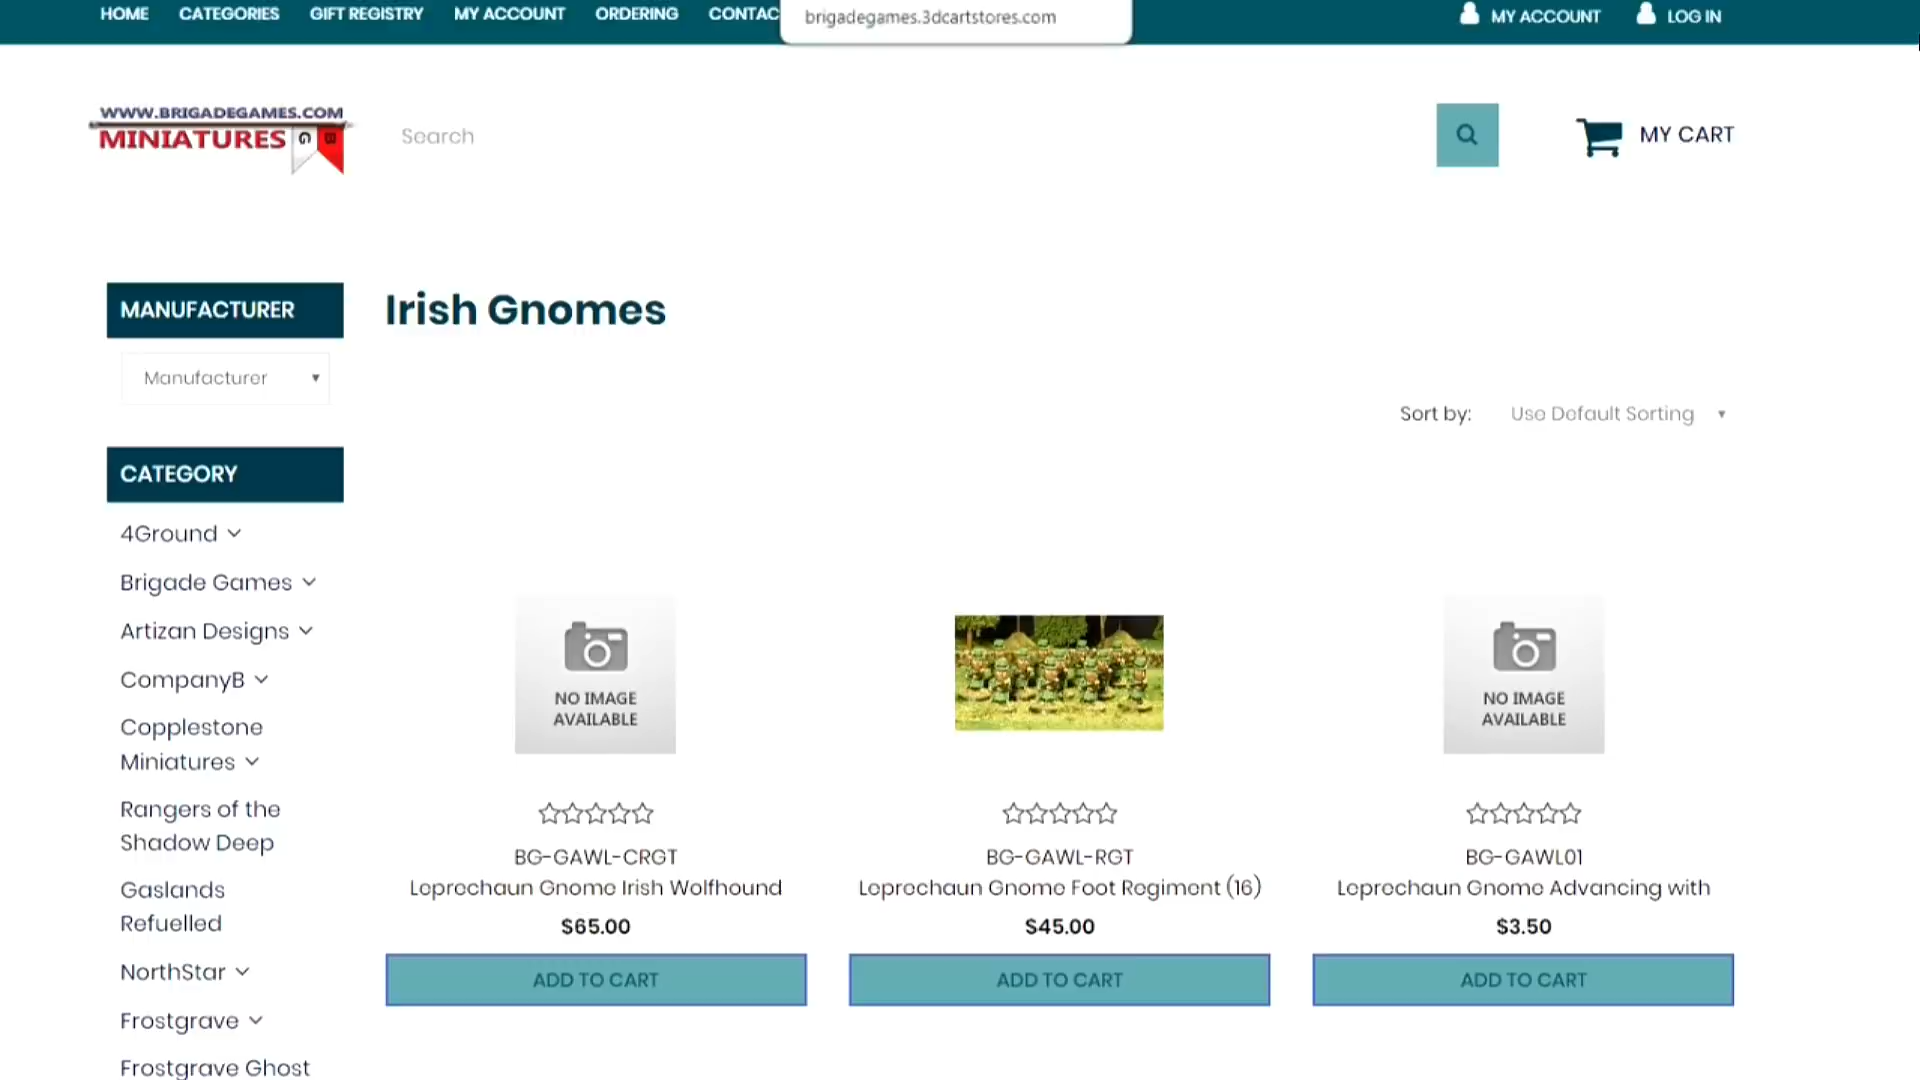 HOME CATEGORIES GIFT REGISTRY MY ACCOUNT ORDERING CONTAC
brigadegames.3dcartstores.com
MY ACCOUNT LOG IN
WWW.BRIGADEGAMES.COM
MINIATURES G B
Search
MY CART
MANUFACTURER
Manufacturer
CATEGORY
4Ground
Brigade Games
Artizan Designs
CompanyB
Copplestone
Miniatures
Rangers of the
Shadow Deep
Gaslands
Refuelled
NorthStar
Frostgrave
Frostgrave Ghost
Irish Gnomes
Sort by: Use Default Sorting
NO IMAGE
AVAILABLE
BG-GAWL-CRGT
Leprechaun Gnome Irish Wolfhound
$65.00
ADD TO CART
BG-GAWL-RGT
Leprechaun Gnome Foot Regiment (16)
$45.00
ADD TO CART
NO IMAGE
AVAILABLE
BG-GAWL01
Leprechaun Gnome Advancing with
$3.50
ADD TO CART